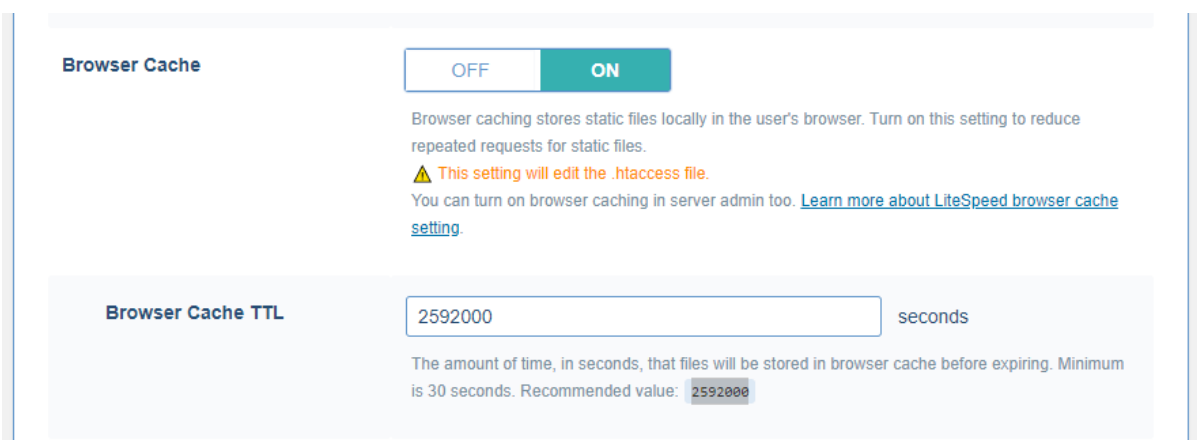 Browser Cache
OFF ON
Browser caching stores static files locally in the user's browser. Turn on this setting to reduce
repeated requests for static files.
This setting will edit the .htaccess file.
You can turn on browser caching in server admin too. Learn more about LiteSpeed browser cache
setting.
Browser Cache TTL
2592000 seconds
The amount of time, in seconds, that files will be stored in browser cache before expiring. Minimum
is 30 seconds. Recommended value: 2592000